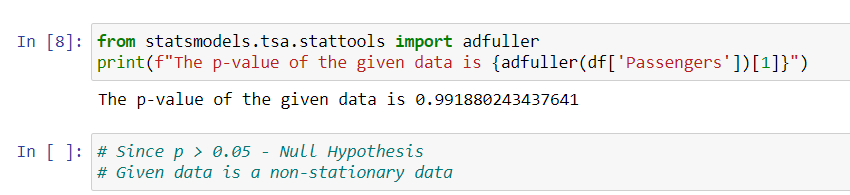 In [8]: from statsmodels.tsa.stattools import adfuller
print(f"The p-value of the given data is {adfuller(df['Passengers'])[1]}")
The p-value of the given data is 0.991880243437641
In [ ]: # Since p > 0.05 - Null Hypothesis
# Given data is a non-stationary data